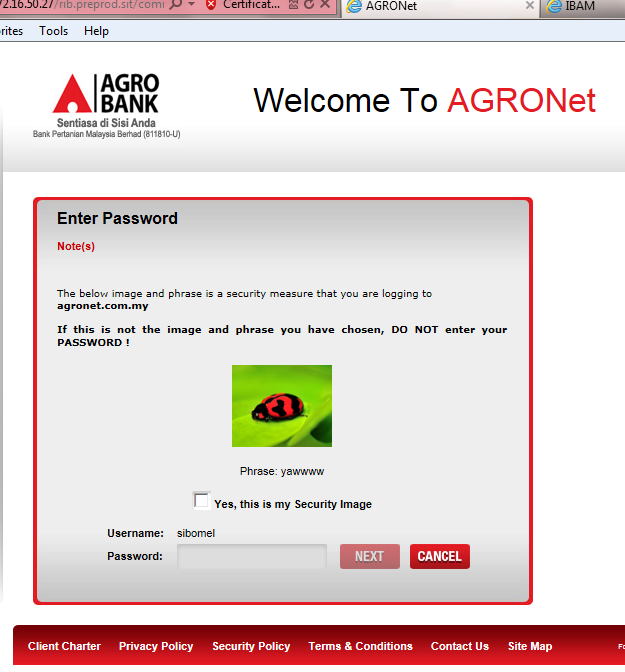 2.16.50.27/rib.preprod.sit/com Certificat... AGRONet IBAM
rites Tools Help
AGRO
BANK
Sentiasa di Sisi Anda
Bank Pertanian Malaysia Berhad (811810-U)
Welcome To AGRONet
Enter Password
Note(s)
The below image and phrase is a security measure that you are logging to
agronet.com.my
If this is not the image and phrase you have chosen, DO NOT enter your
PASSWORD !
Phrase: yawwww
Yes, this is my Security Image
Username: sibomel
Password: NEXT CANCEL
Client Charter Privacy Policy Security Policy Terms & Conditions Contact Us Site Map